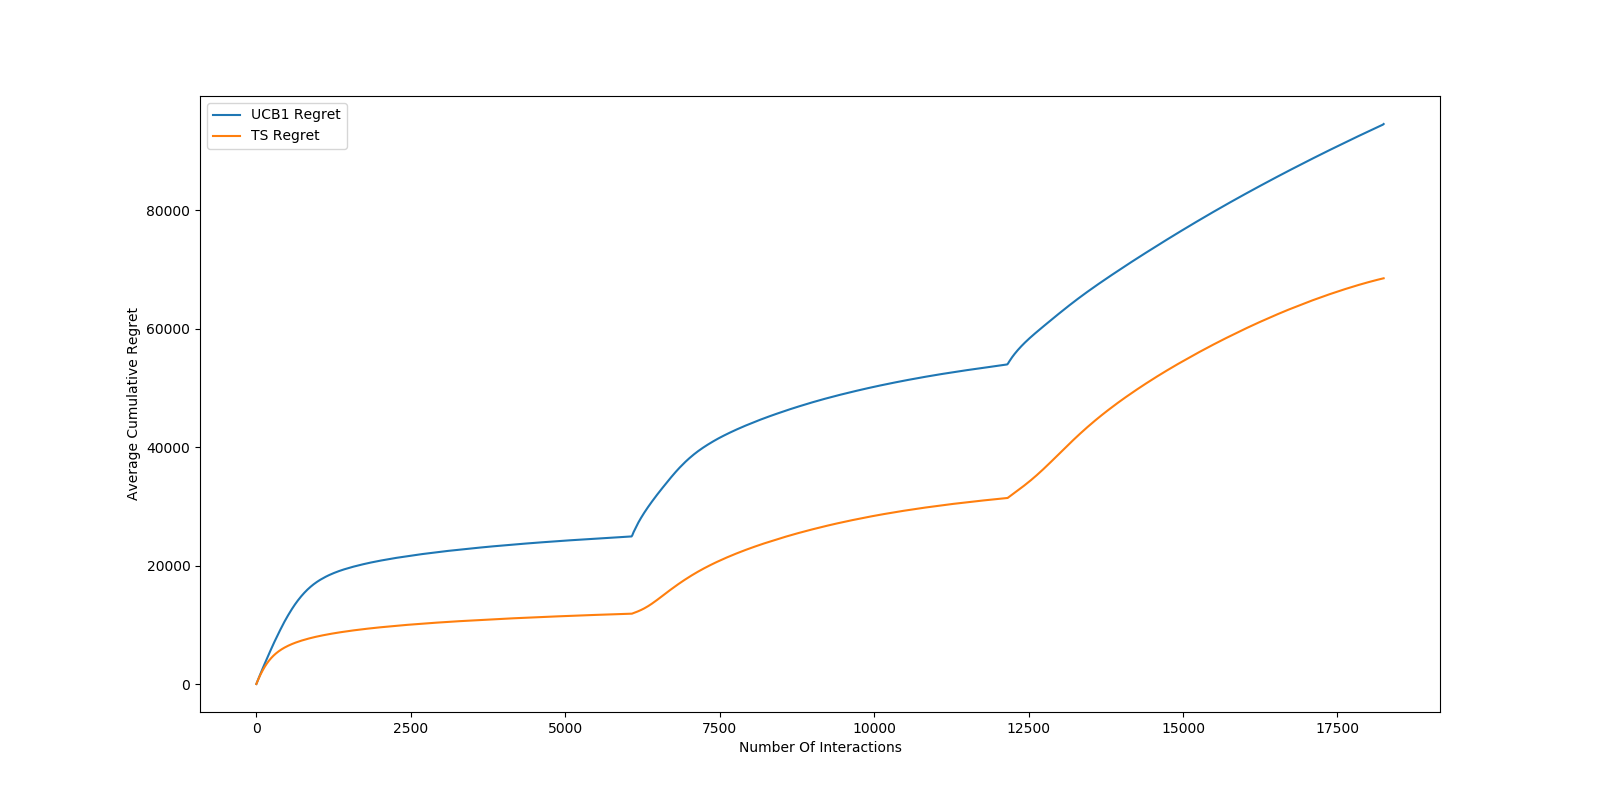 UCB1 Regret
TS Regret
80000
60000
40000
20000
0
Average Cumulative Regret
0 2500 5000 7500 10000 12500 15000 17500
Number Of Interactions